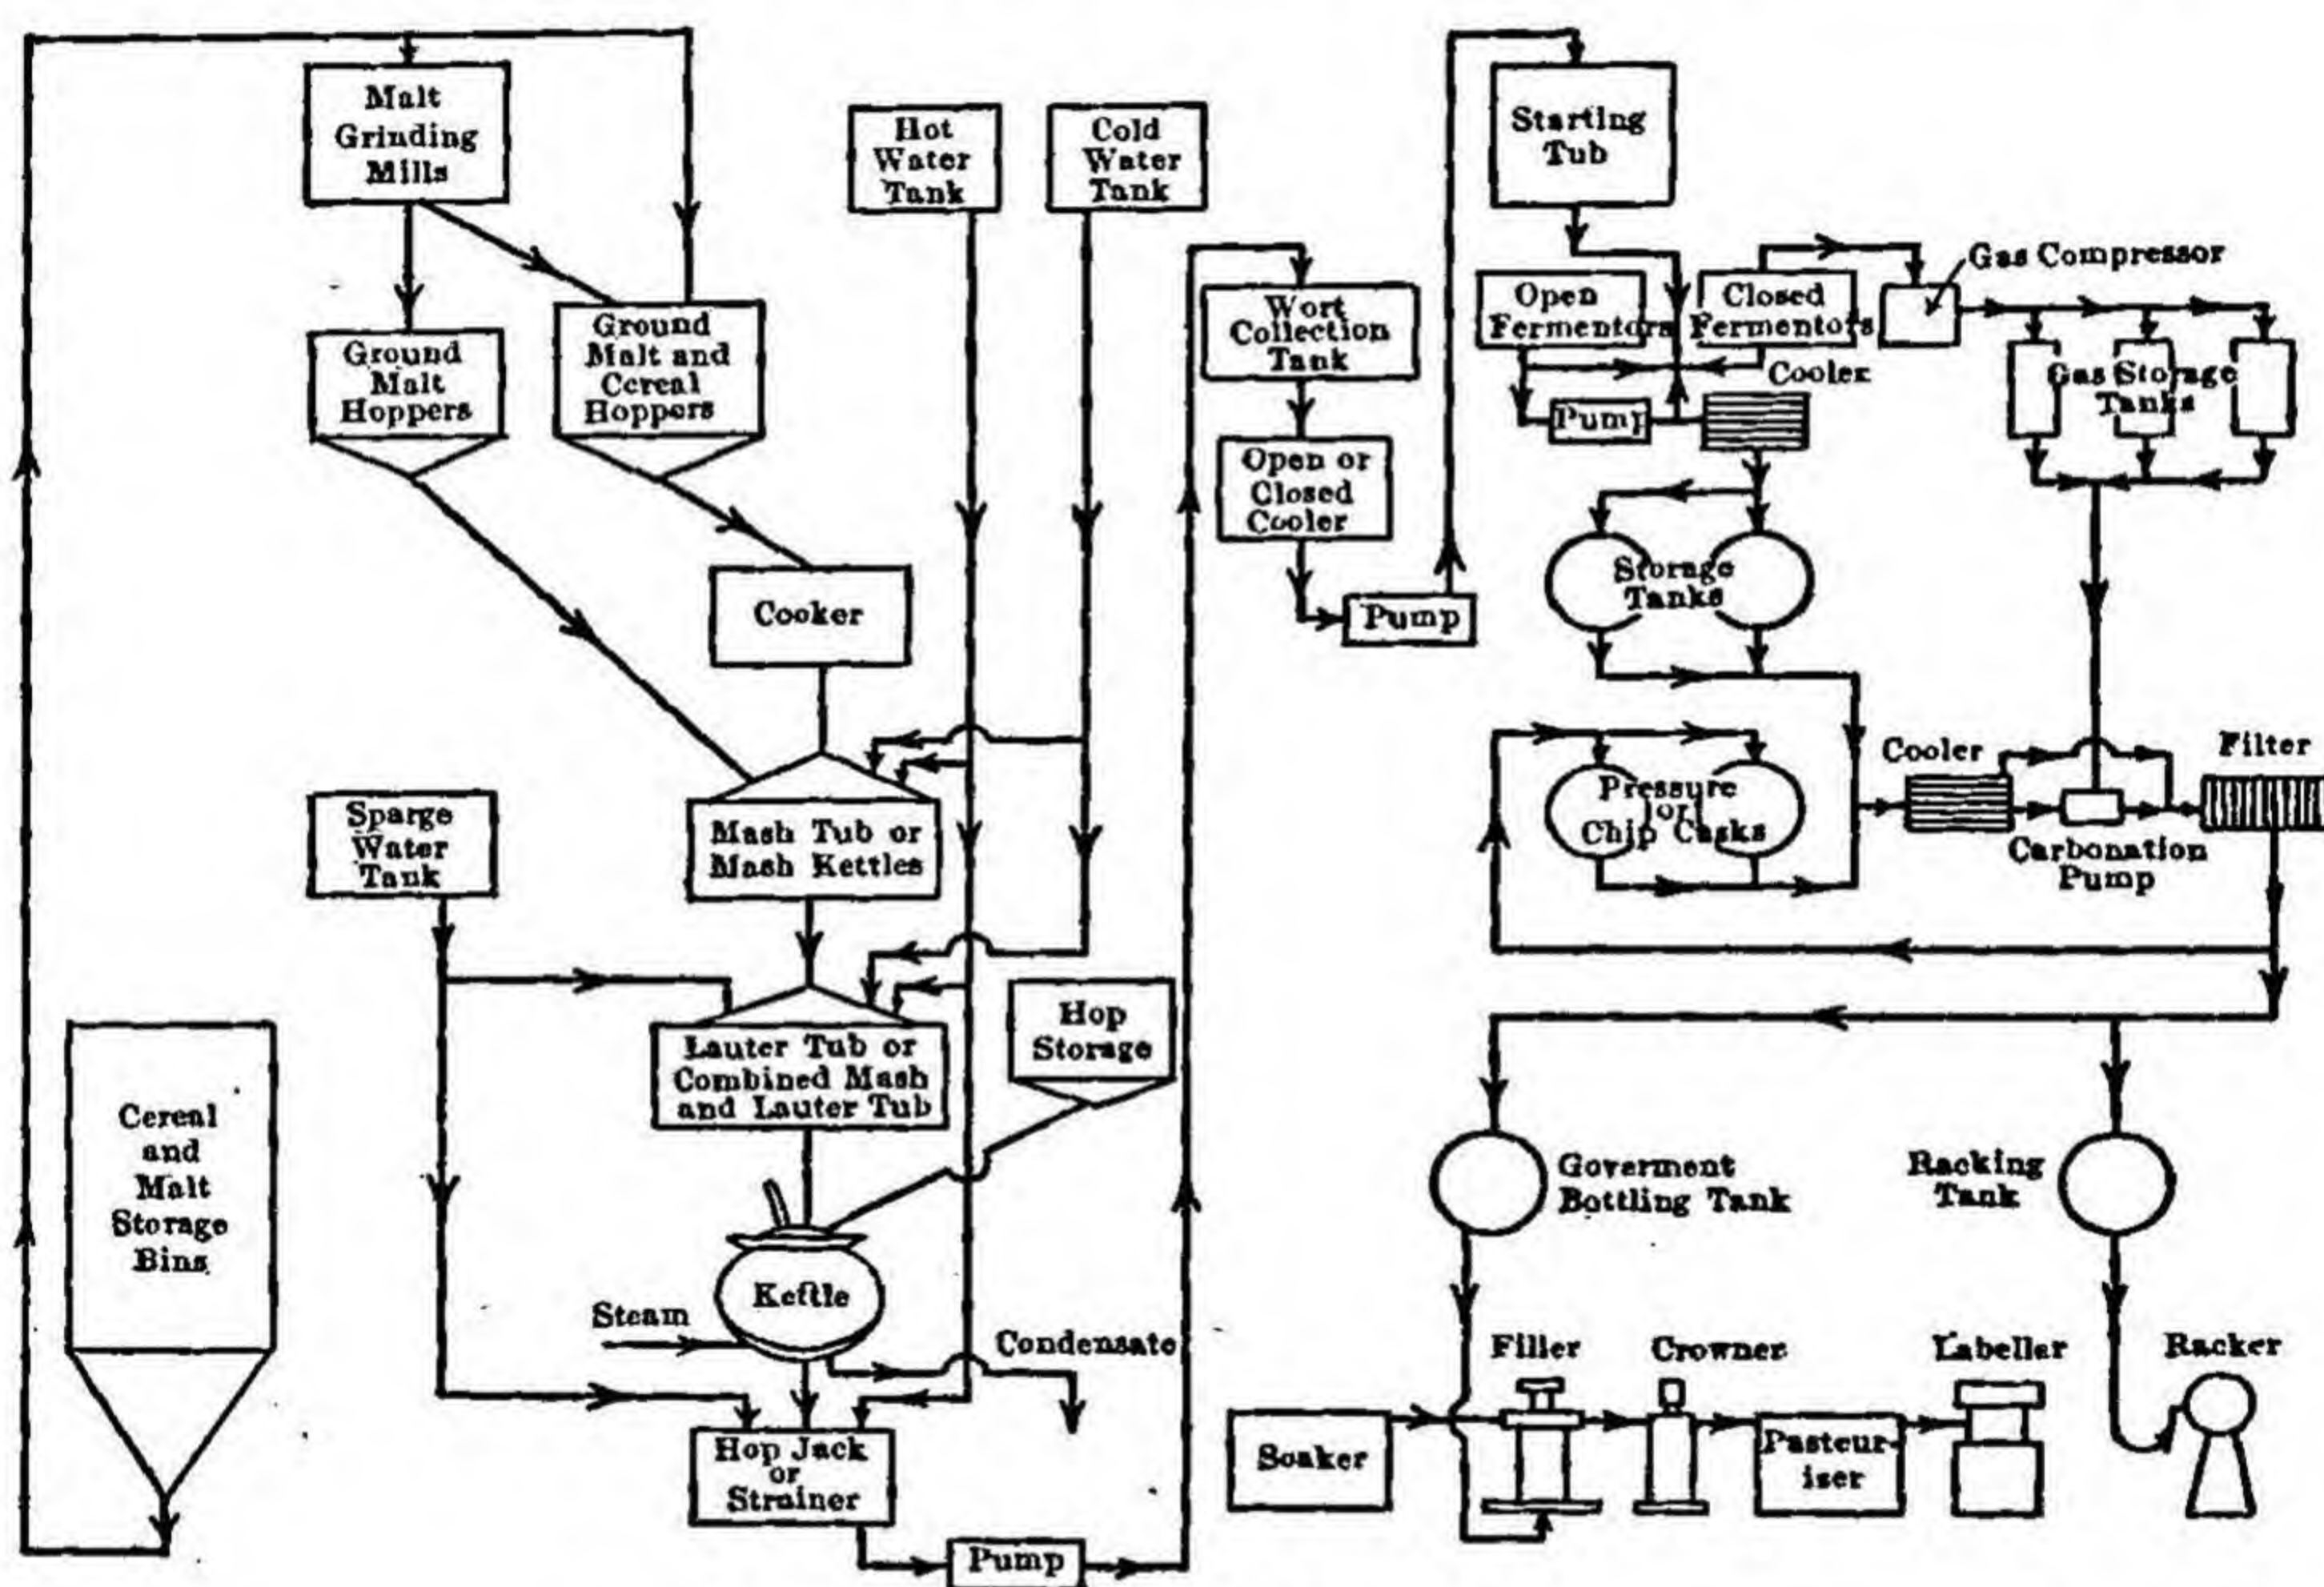 Malt
Grinding
Mills
Hot
Water
Tank
Cold
Water
Tank
Starting
Tub
Ground
Malt
Hoppers
Ground
Malt and
Cereal
Hoppers
Wort
Collection
Tank
Open
Fermentors
Closed
Fermentors
Gas Compressor
Gas Storage
Tanks
Cooler
Pump
Open or
Closed
Cooler
Pump
Storage
Tanks
Cooker
Sparge
Water
Tank
Mash Tub or
Mash Kettles
Pressure
or
Chip Casks
Cooler
Filter
Carbonation
Pump
Cereal
and
Malt
Storage
Bins
Lauter Tub or
Combined Mash
and Lauter Tub
Hop
Storage
Goverment
Bottling Tank
Racking
Tank
Kettle
Steam
Condensate
Hop Jack
or
Strainer
Pump
Soaker
Filler
Crowner
Pasteur-
iser
Labeller
Racker